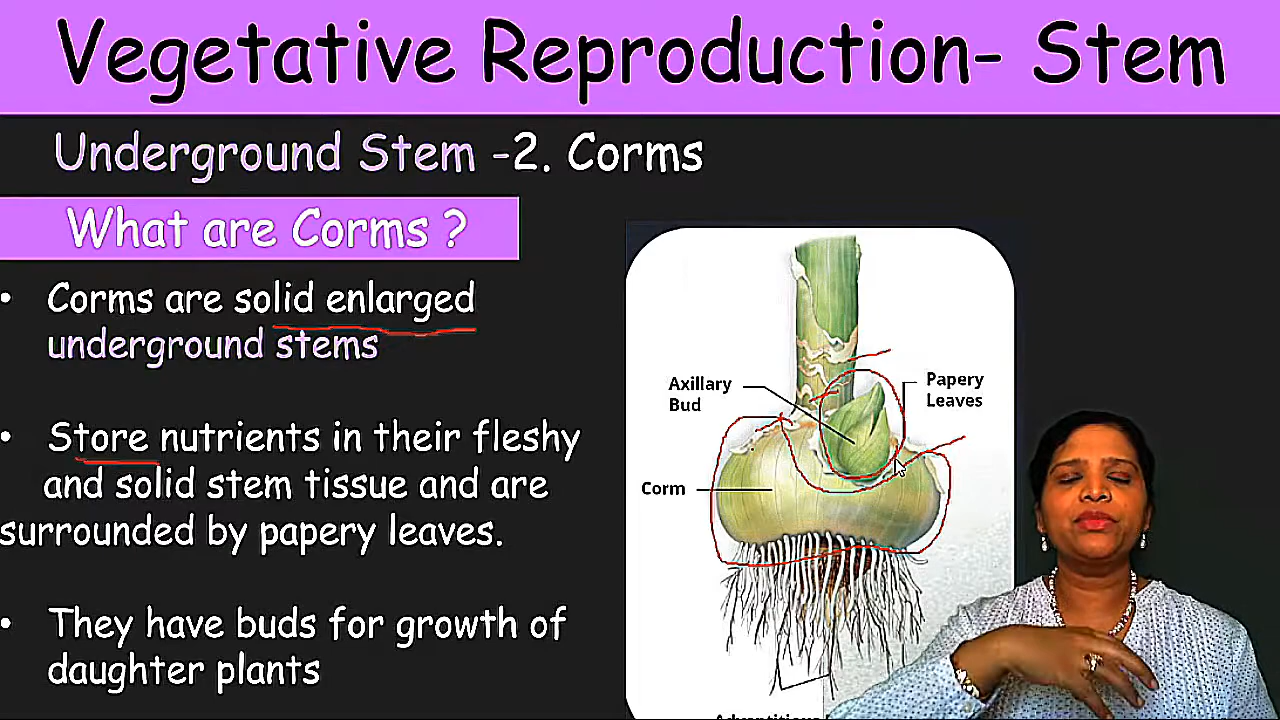 Vegetative Reproduction- Stem
Underground Stem -2. Corms
What are Corms ?
• Corms are solid enlarged
underground stems
• Store nutrients in their fleshy
and solid stem tissue and are
surrounded by papery leaves.
• They have buds for growth of
daughter plants
Axillary
Bud
Papery
Leaves
Corm